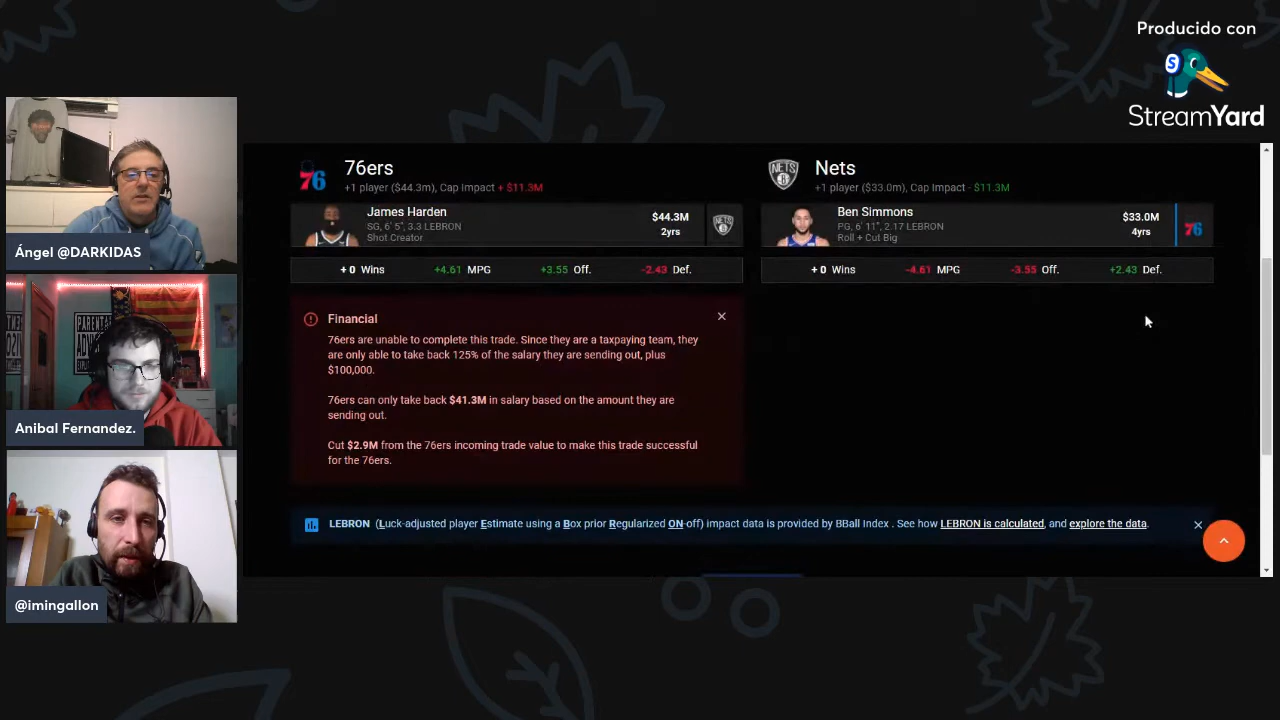 Producido con
StreamYard
76ers
+1 player ($44.3m), Cap Impact + $11.3M
James Harden
SG, 6' 5", 3.3 LEBRON
Shot Creator
$44.3M
2yrs
NETS
B
+ 0 Wins +4.61 MPG +3.55 Off. -2.43 Def.
Nets
+1 player ($33.0m), Cap Impact - $11.3M
Ben Simmons
PG, 6' 11", 2.17 LEBRON
Roll + Cut Big
$33.0M
4yrs
76
+ 0 Wins -4.61 MPG -3.55 Off. +2.43 Def.
Financial
76ers are unable to complete this trade. Since they are a taxpaying team, they
are only able to take back 125% of the salary they are sending out, plus
$100,000.
76ers can only take back $41.3M in salary based on the amount they are
sending out.
Cut $2.9M from the 76ers incoming trade value to make this trade successful
for the 76ers.
LEBRON (Luck-adjusted player Estimate using a Box prior Regularized ON-off) impact data is provided by BBall Index . See how LEBRON is calculated, and explore the data.
Ángel @DARKIDAS
PARENTAL
Anibal Fernandez.
@imingallon